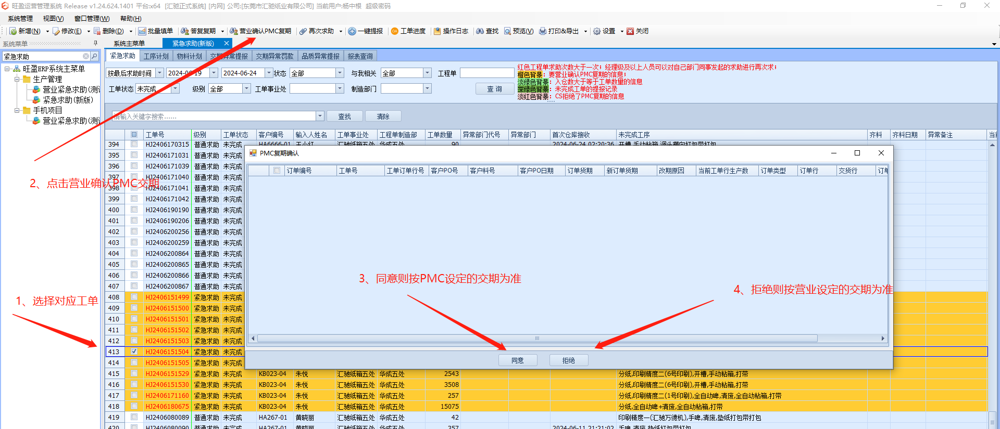 旺盈运营管理系统 Release v1.24.624.1401 平台:x64 [汇驰正式系统] [内网] 公司:[东莞市汇驰纸业有限公司] 当前用户:杨中根 超级密码
系统管理 视图(V) 窗口管理(W) 帮助(H)
新增(N) 修改(E) 删除(D) 批量填单 答复复期 营业确认PMC复期 再次求助 一键提报 工单进度 操作日志 查找 预览(V) 打印&导出 设置 关闭
系统菜单
系统主菜单 紧急求助(新版)
紧急求助
旺盈ERP系统主菜单
生产管理
营业紧急求助(测
紧急求助(新版)
手机项目
营业紧急求助(测
紧急求助 工序计划 物料计划 交期异常提报 交期异常罚款 品质异常提报 报表查询
按最后求助时间 2024-06-19 2024-06-24 状态 全部 与我相关 全部 工程单
工单状态 未完成 级别 全部 工单事业处 制造部门 查 询
红色工程单求助次数大于一次；经理级及以上人员可以对自己部门同事发起的求助进行再次求；
橙色背景：要营业确认PMC复期的信息；
淡绿色背景：入仓数大于等于工单数量的信息
深绿色背景：未完成工单的提报记录
淡红色背景：CS拒绝了PMC复期的信息
请输入关键字搜索…… 查找 清除
工单号 级别 工单状态 客户编号 输入人姓名 工单事业处 工程单制造部 工单数量 异常部门代号 异常部门 首次仓库接收 未完成工序 齐料 齐料日期 异常备注 当前
394 HJ2406170315 普通求助 未完成 HA6666-01 王小红 汇驰纸箱五处 华成五处 90 2024-06-24 02:20:36 开槽,手动粘箱,调头横向打包带打包
395 HJ2406171031 普通求助 未完成
396 HJ2406171039 普通求助 未完成
397 HJ2406171040 普通求助 未完成
398 HJ2406171041 普通求助 未完成
399 HJ2406171042 普通求助 未完成
400 HJ2406190190 普通求助 未完成
401 HJ2406190206 普通求助 未完成
402 HJ2406200256 普通求助 未完成
403 HJ2406200259 普通求助 未完成
404 HJ2406200864 普通求助 未完成
405 HJ2406200865 普通求助 未完成
406 HJ2406200866 普通求助 未完成
407 HJ2406200867 普通求助 未完成
408 HJ2406151499 紧急求助 未完成
409 HJ2406151500 紧急求助 未完成
410 HJ2406151501 紧急求助 未完成
411 HJ2406151502 紧急求助 未完成
412 HJ2406151503 紧急求助 未完成
413 HJ2406151504 紧急求助 未完成
414 HJ2406151505 紧急求助 未完成
415 HJ2406151529 紧急求助 未完成 KB023-04 朱悦 汇驰纸箱五处 华成五处 2543 分纸,印刷精度二(6号印刷),开槽,手动粘箱,打带
416 HJ2406151530 紧急求助 未完成 KB023-04 朱悦 汇驰纸箱五处 华成五处 3508 分纸,印刷精度二(6号印刷),开槽,手动粘箱,打带
417 HJ2406171160 紧急求助 未完成 KB023-04 朱悦 汇驰纸箱五处 华成五处 257 分纸,印刷精度二(1号印刷),全自动啤,清废,全自动粘箱,打带
418 HJ2406180675 紧急求助 未完成 KB023-04 朱悦 汇驰纸箱五处 华成五处 15075 分纸,全自动啤+清废,全自动粘箱,打带
419 HJ2406080089 普通求助 未完成 HA267-01 黄晓丽 汇驰纸箱五处 华成五处 42 印刷精度一(汇驰万德机),手啤,清废,垫纸打包带打包
420 HJ2406080090 普通求助 未完成 HA267-01 黄晓丽 汇驰纸箱五处 华成五处 357 2024-06-11 21:21:02 手啤,清废,垫纸打包带打包
PMC复期确认
订单编号 工单号 工单订单行号 客户PO号 客户料号 客户PO日期 订单货期 新订单货期 改期原因 当前工单行生产数 订单类型 订单行 交货行 订单
同意 拒绝
1、选择对应工单
2、点击营业确认PMC交期
3、同意则按PMC设定的交期为准
4、拒绝则按营业设定的交期为准